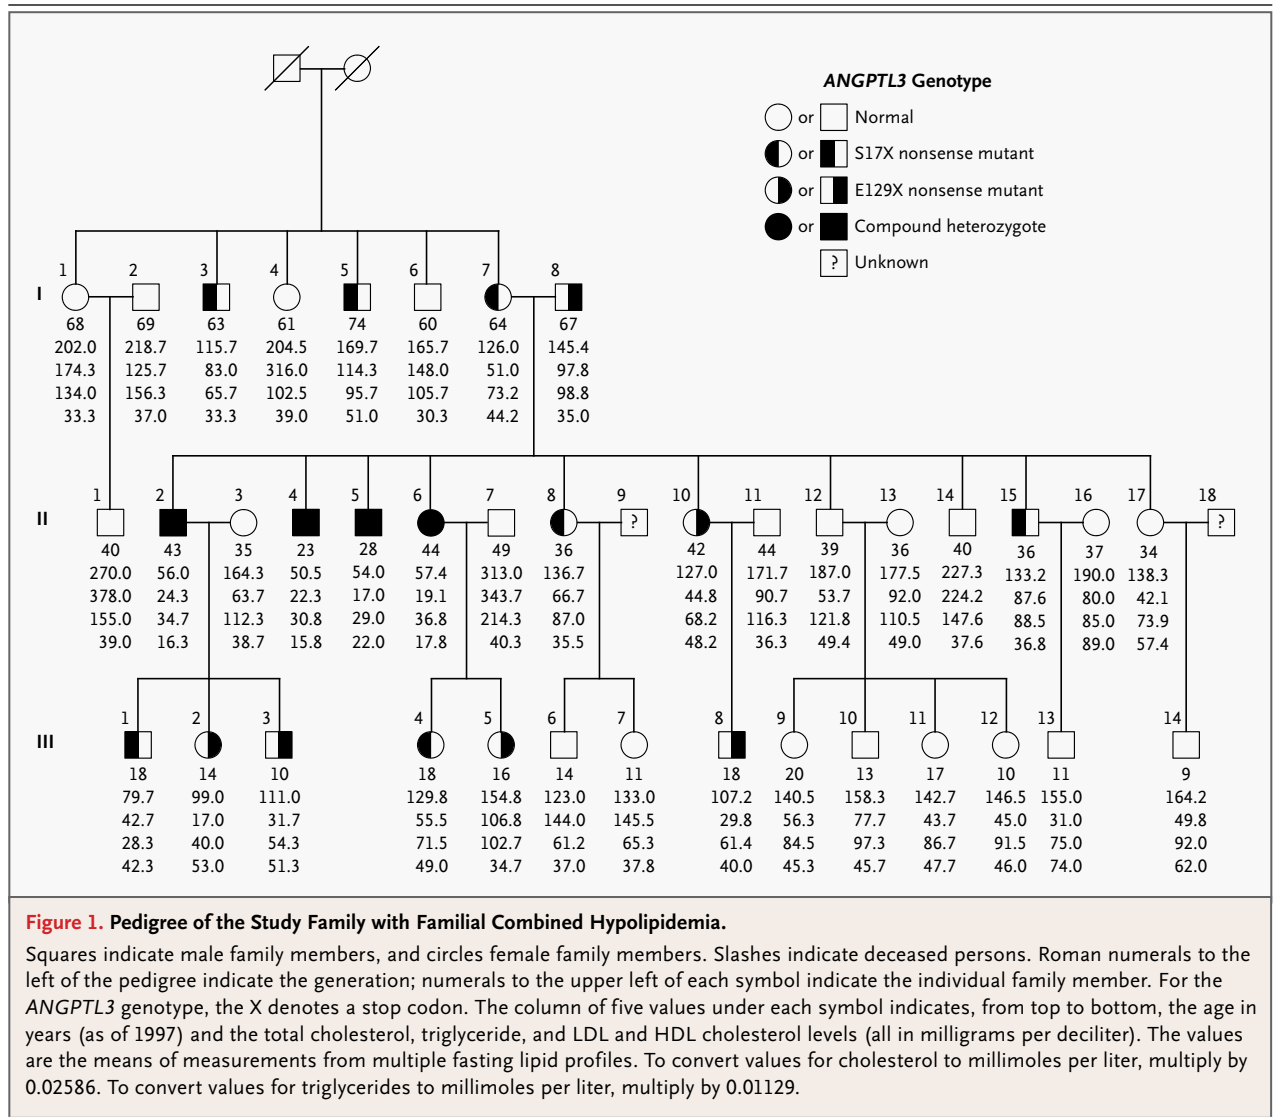 ANGPTL3 Genotype
or Normal
or S17X nonsense mutant
or E129X nonsense mutant
or Compound heterozygote
? Unknown
1 2 3 4 5 6 7 8
I
68 69 63 61 74 60 64 67
202.0 218.7 115.7 204.5 169.7 165.7 126.0 145.4
174.3 125.7 83.0 316.0 114.3 148.0 51.0 97.8
134.0 156.3 65.7 102.5 95.7 105.7 73.2 98.8
33.3 37.0 33.3 39.0 51.0 30.3 44.2 35.0
1 2 3 4 5 6 7 8 9 10 11 12 13 14 15 16 17 18
II ? ?
40 43 35 23 28 44 49 36 42 44 39 36 40 36 37 34
270.0 56.0 164.3 50.5 54.0 57.4 313.0 136.7 127.0 171.7 187.0 177.5 227.3 133.2 190.0 138.3
378.0 24.3 63.7 22.3 17.0 19.1 343.7 66.7 44.8 90.7 53.7 92.0 224.2 87.6 80.0 42.1
155.0 34.7 112.3 30.8 29.0 36.8 214.3 87.0 68.2 116.3 121.8 110.5 147.6 88.5 85.0 73.9
39.0 16.3 38.7 15.8 22.0 17.8 40.3 35.5 48.2 36.3 49.4 49.0 37.6 36.8 89.0 57.4
1 2 3 4 5 6 7 8 9 10 11 12 13 14
III
18 14 10 18 16 14 11 18 20 13 17 10 11 9
79.7 99.0 111.0 129.8 154.8 123.0 133.0 107.2 140.5 158.3 142.7 146.5 155.0 164.2
42.7 17.0 31.7 55.5 106.8 144.0 145.5 29.8 56.3 77.7 43.7 45.0 31.0 49.8
28.3 40.0 54.3 71.5 102.7 61.2 65.3 61.4 84.5 97.3 86.7 91.5 75.0 92.0
42.3 53.0 51.3 49.0 34.7 37.0 37.8 40.0 45.3 45.7 47.7 46.0 74.0 62.0
Figure 1. Pedigree of the Study Family with Familial Combined Hypolipidemia.
Squares indicate male family members, and circles female family members. Slashes indicate deceased persons. Roman numerals to the
left of the pedigree indicate the generation; numerals to the upper left of each symbol indicate the individual family member. For the
ANGPTL3 genotype, the X denotes a stop codon. The column of five values under each symbol indicates, from top to bottom, the age in
years (as of 1997) and the total cholesterol, triglyceride, and LDL and HDL cholesterol levels (all in milligrams per deciliter). The values
are the means of measurements from multiple fasting lipid profiles. To convert values for cholesterol to millimoles per liter, multiply by
0.02586. To convert values for triglycerides to millimoles per liter, multiply by 0.01129.